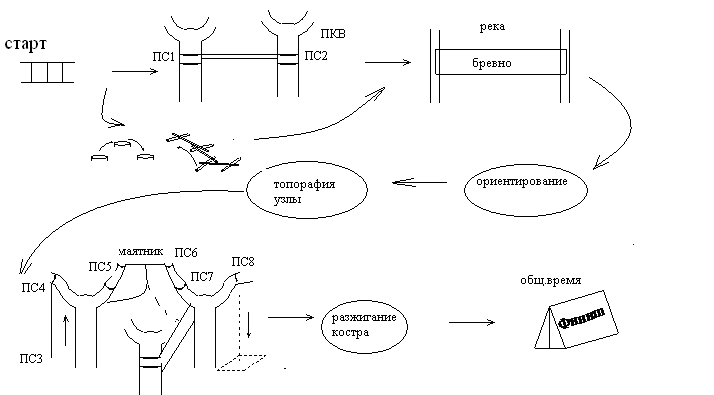 старт
ПКВ
ПС1
ПС2
река
бревно
ориентирование
топорафия
узлы
маятник
ПС6
ПС5
ПС8
ПС7
ПС4
ПС3
разжигание
костра
общ.время
Финиш